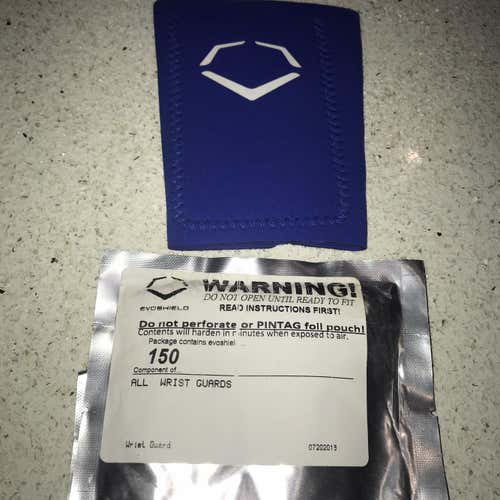 WARNING!
DO NOT OPEN UNTIL READY TO FIT
EVOSHIELD
READ INSTRUCTIONS FIRST!
Do not perforate or PINTAG foil pouch!
Contents will harden in minutes when exposed to air.
Package contains evoshiel
150
Component of
ALL WRIST GUARDS
Wrist Guard 07202015